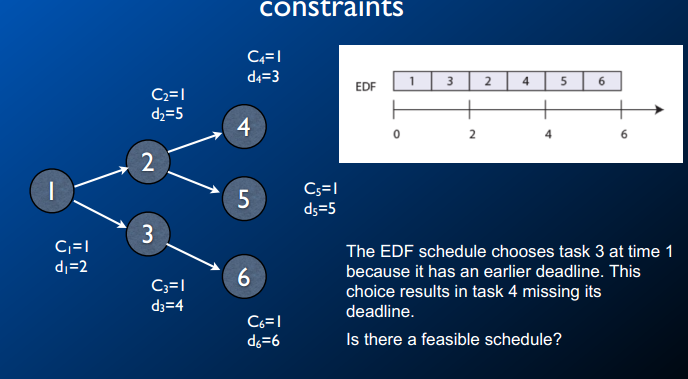 constraints
C₄=1
d₄=3
C₂=1
d₂=5
4
2
1
5
C₅=1
d₅=5
3
C₁=1
d₁=2
6
C₃=1
d₃=4
C₆=1
d₆=6
EDF
1 3 2 4 5 6
0 2 4 6
The EDF schedule chooses task 3 at time 1
because it has an earlier deadline. This
choice results in task 4 missing its
deadline.
Is there a feasible schedule?